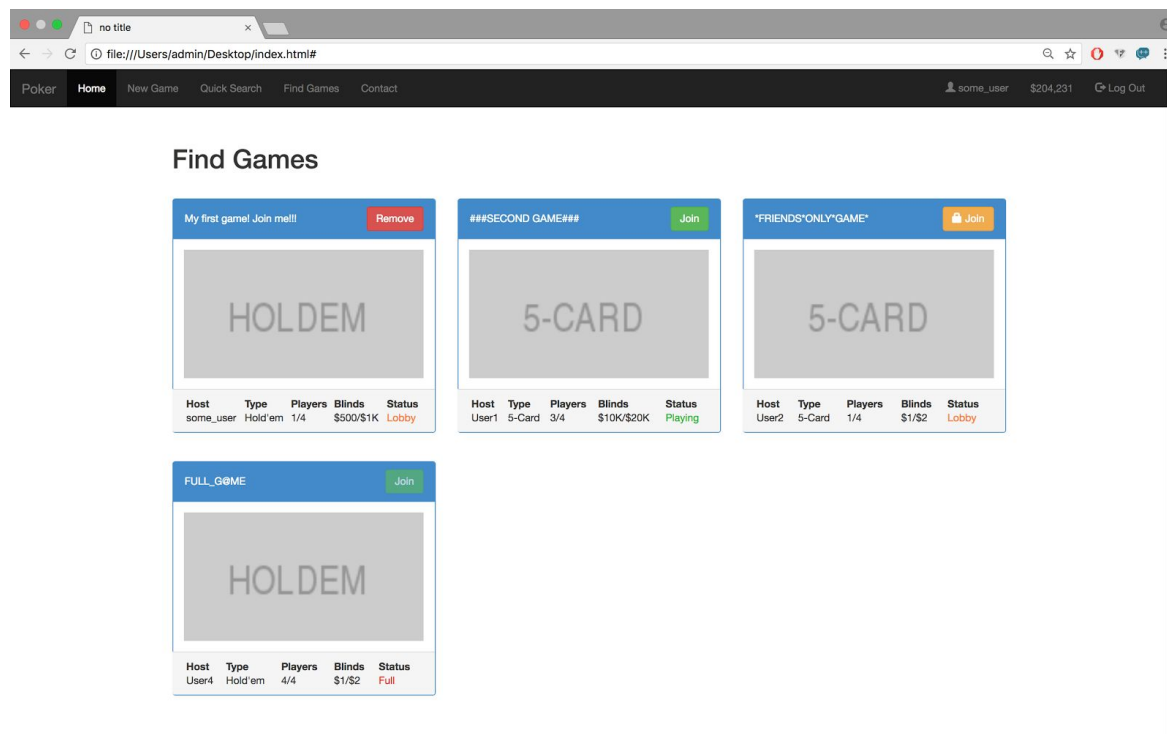 no title
file:///Users/admin/Desktop/index.html#
Poker Home New Game Quick Search Find Games Contact some_user $204,231 Log Out
Find Games
My first game! Join me!!! Remove
HOLDEM
Host Type Players Blinds Status
some_user Hold'em 1/4 $500/$1K Lobby
###SECOND GAME### Join
5-CARD
Host Type Players Blinds Status
User1 5-Card 3/4 $10K/$20K Playing
*FRIENDS*ONLY*GAME* Join
5-CARD
Host Type Players Blinds Status
User2 5-Card 1/4 $1/$2 Lobby
FULL_G@ME Join
HOLDEM
Host Type Players Blinds Status
User4 Hold'em 4/4 $1/$2 Full